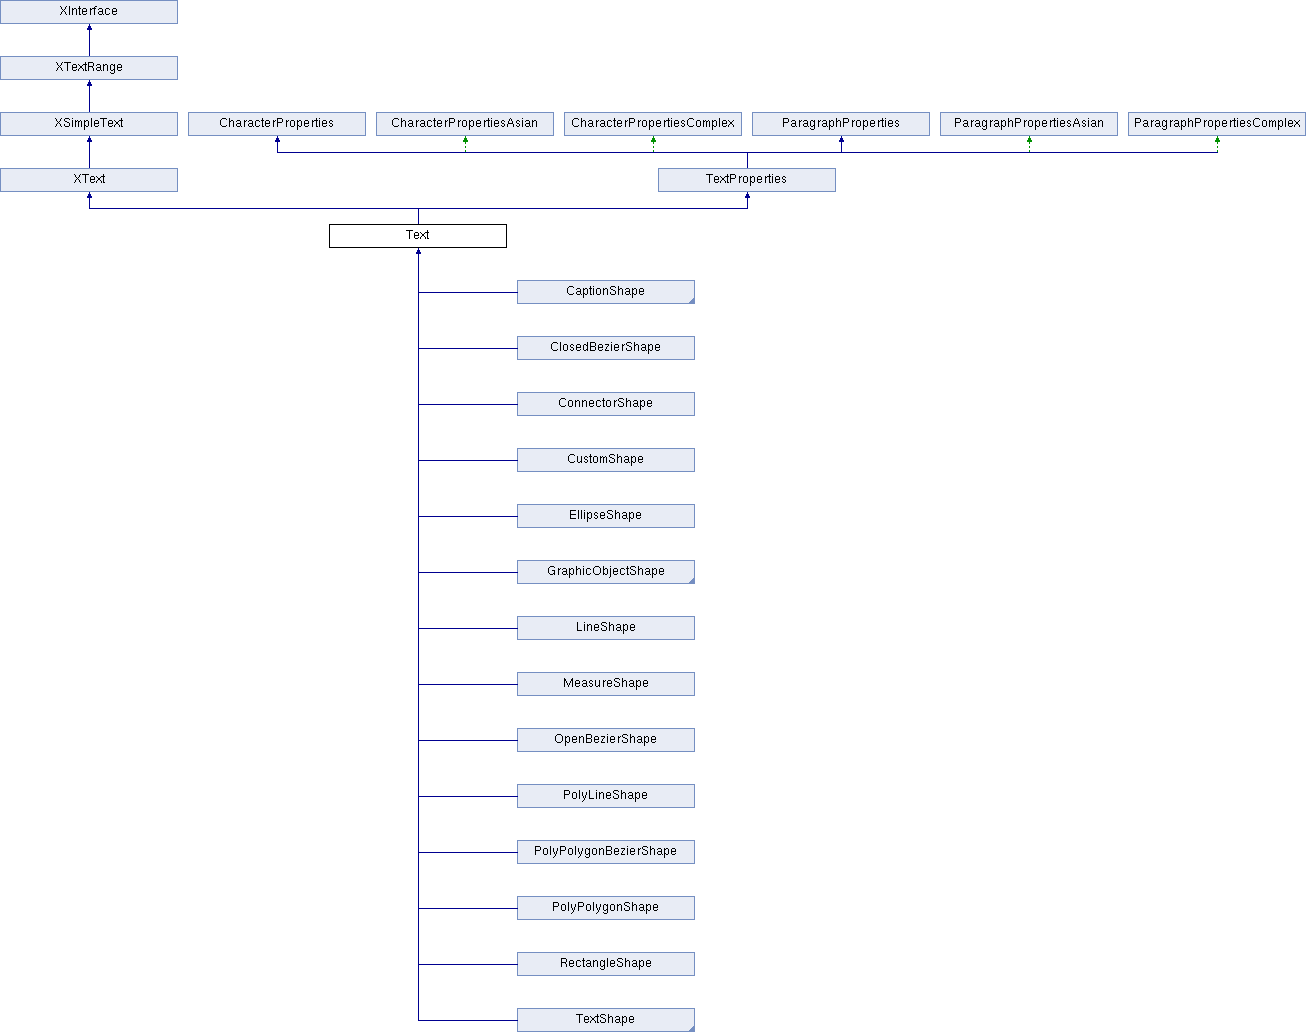 XInterface
XTextRange
XSimpleText
CharacterProperties
CharacterPropertiesAsian
CharacterPropertiesComplex
ParagraphProperties
ParagraphPropertiesAsian
ParagraphPropertiesComplex
XText
TextProperties
Text
CaptionShape
ClosedBezierShape
ConnectorShape
CustomShape
EllipseShape
GraphicObjectShape
LineShape
MeasureShape
OpenBezierShape
PolyLineShape
PolyPolygonBezierShape
PolyPolygonShape
RectangleShape
TextShape